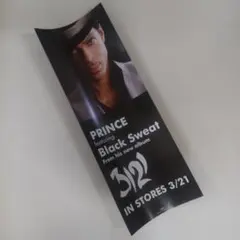 PRINCE
featuring
Black Sweat
from his new album
3121
IN STORES 3/21